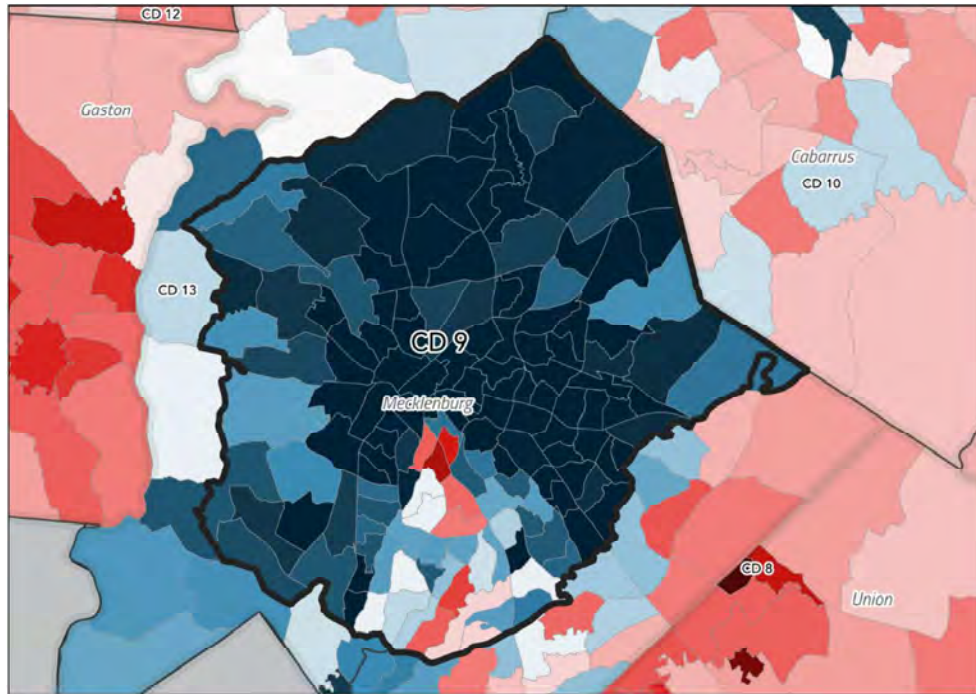 CD 12
Gaston
Cabarrus
CD 10
CD 13
CD 9
Mecklenburg
CD 8
Union